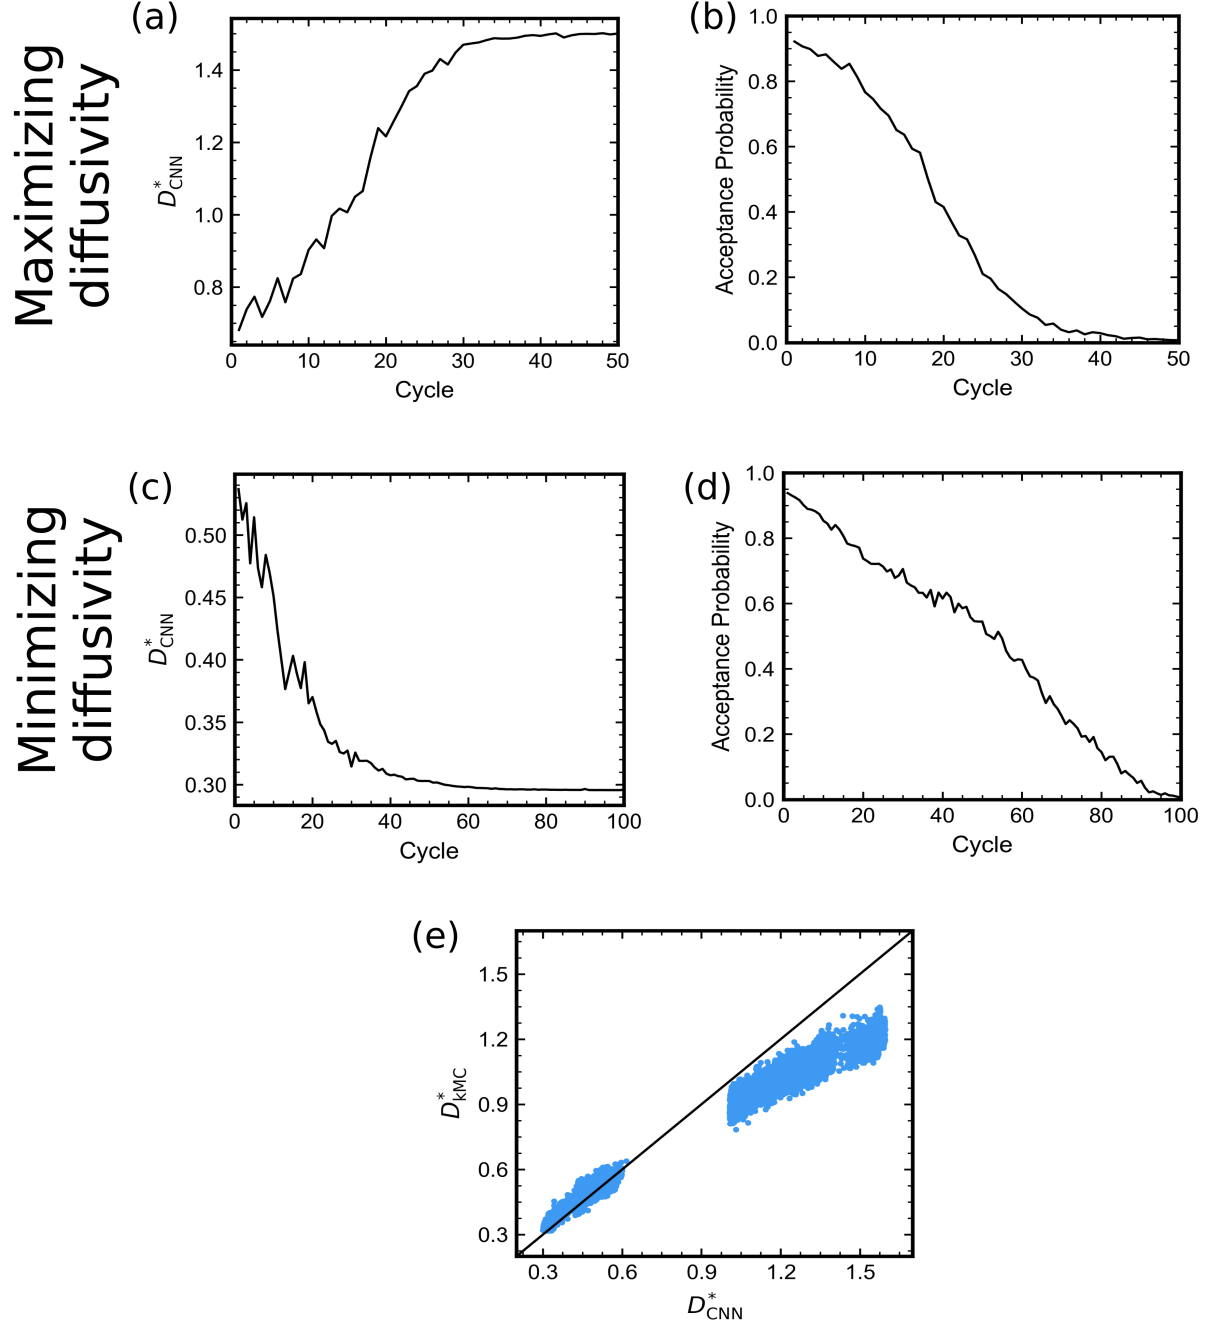 Maximizing
diffusivity
(a)
1.4
1.2
1.0
0.8
D*CNN
0 10 20 30 40 50
Cycle
(b)
1.0
0.8
0.6
0.4
0.2
0.0
Acceptance Probability
0 10 20 30 40 50
Cycle
Minimizing
diffusivity
(c)
0.50
0.45
0.40
0.35
0.30
D*CNN
0 20 40 60 80 100
Cycle
(d)
1.0
0.8
0.6
0.4
0.2
0.0
Acceptance Probability
0 20 40 60 80 100
Cycle
(e)
1.5
1.2
0.9
0.6
0.3
D*kMC
0.3 0.6 0.9 1.2 1.5
D*CNN